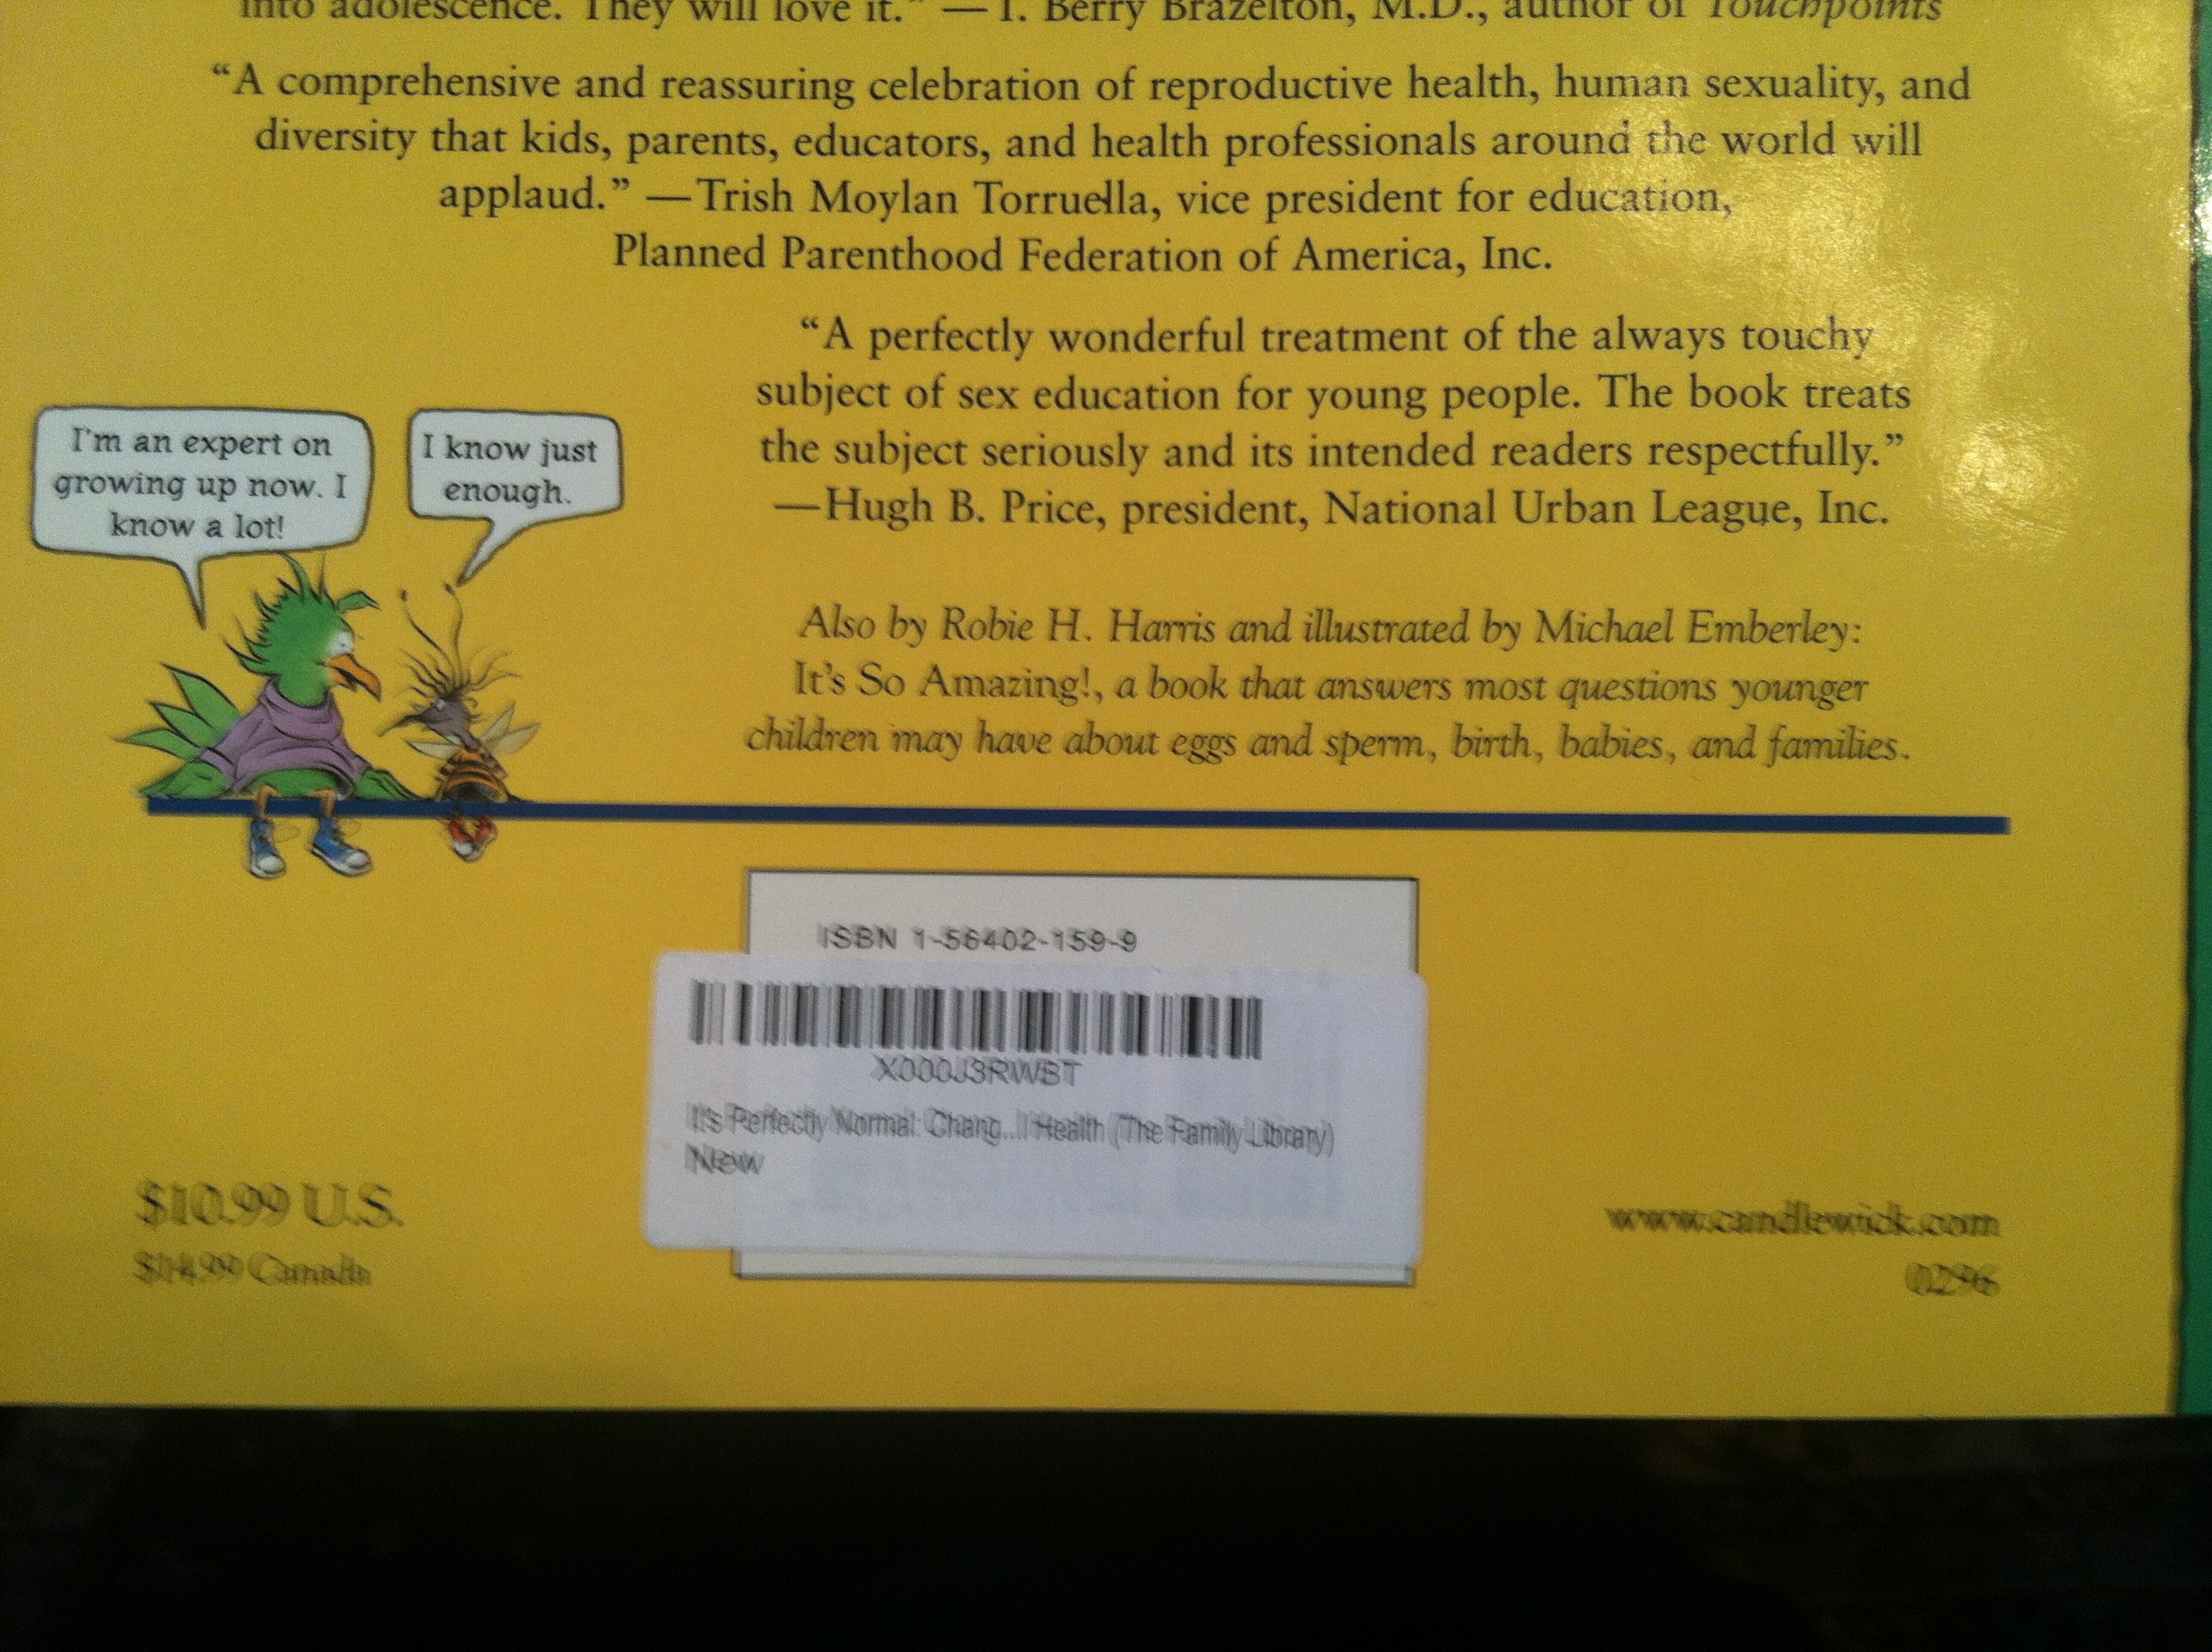 into adolescence. They will love it.” — T. Berry Brazelton, M.D., author of Touchpoints
“A comprehensive and reassuring celebration of reproductive health, human sexuality, and
diversity that kids, parents, educators, and health professionals around the world will
applaud.” —Trish Moylan Torruella, vice president for education,
Planned Parenthood Federation of America, Inc.
“A perfectly wonderful treatment of the always touchy
subject of sex education for young people. The book treats
the subject seriously and its intended readers respectfully.”
—Hugh B. Price, president, National Urban League, Inc.
I'm an expert on
growing up now. I
know a lot!
I know just
enough.
Also by Robie H. Harris and illustrated by Michael Emberley:
It's So Amazing!, a book that answers most questions younger
children may have about eggs and sperm, birth, babies, and families.
ISBN 1-56402-159-9
X000J3RWBT
It's Perfectly Normal: Chang...l Health (The Family Library)
New
$10.99 U.S.
$14.99 Canada
www.candlewick.com
0296